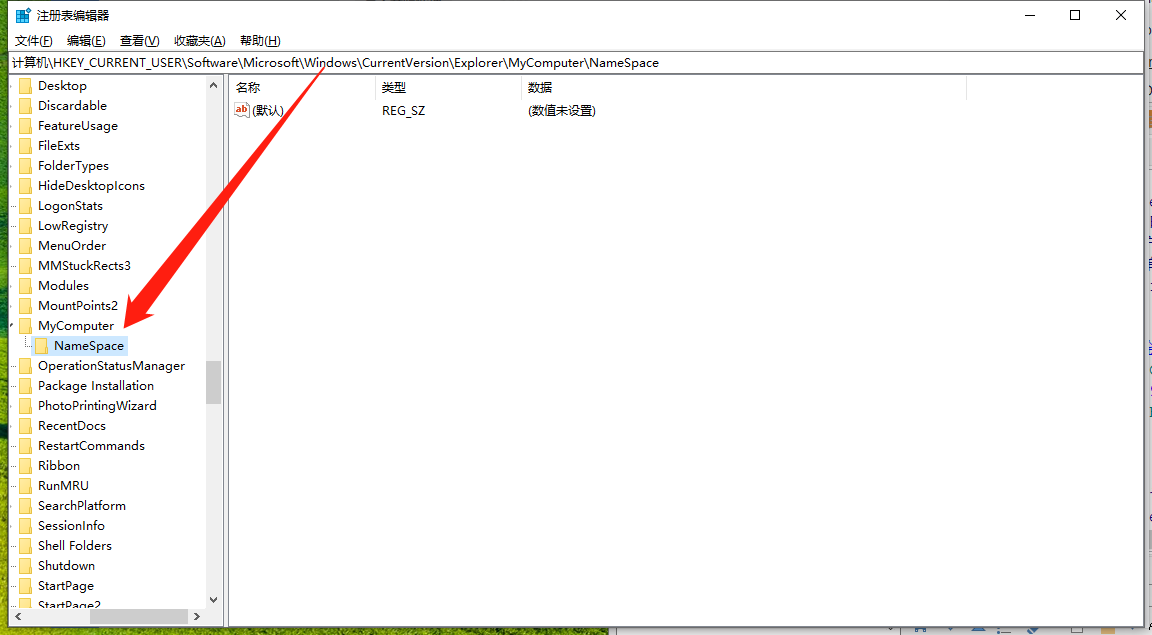 注册表编辑器
文件(F) 编辑(E) 查看(V) 收藏夹(A) 帮助(H)
计算机\HKEY_CURRENT_USER\Software\Microsoft\Windows\CurrentVersion\Explorer\MyComputer\NameSpace
名称 类型 数据
ab (默认) REG_SZ (数值未设置)
Desktop
Discardable
FeatureUsage
FileExts
FolderTypes
HideDesktopIcons
LogonStats
LowRegistry
MenuOrder
MMStuckRects3
Modules
MountPoints2
MyComputer
NameSpace
OperationStatusManager
Package Installation
PhotoPrintingWizard
RecentDocs
RestartCommands
Ribbon
RunMRU
SearchPlatform
SessionInfo
Shell Folders
Shutdown
StartPage
StartPage2